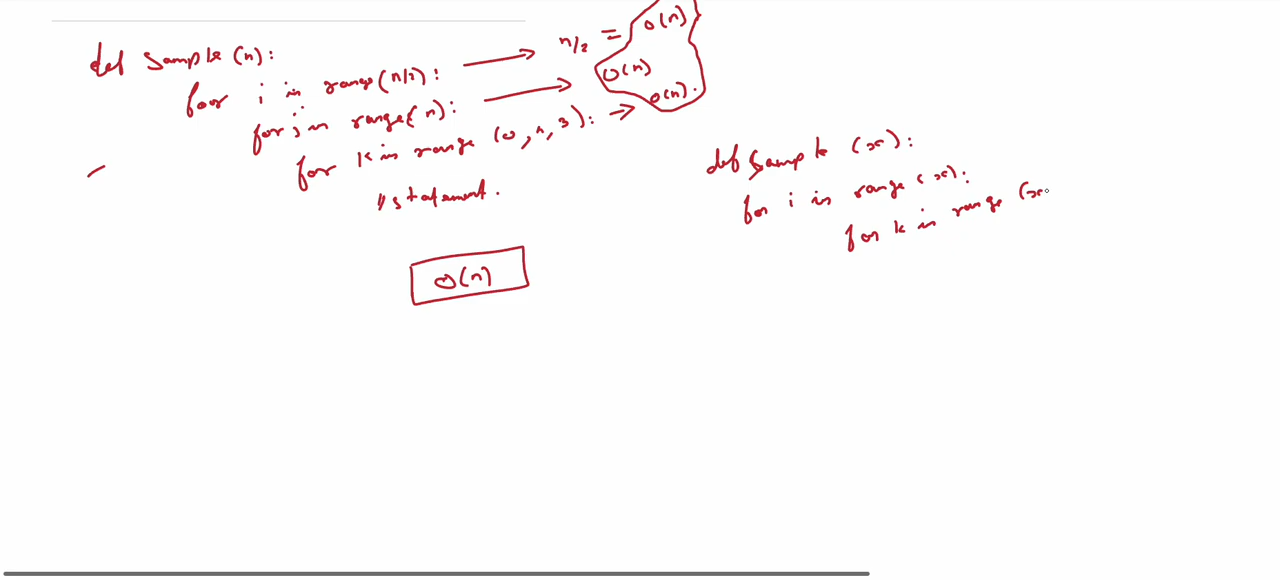 def sample (n):
for i in range(n/2): → n/2 = O(n)
for j in range(n): → O(n)
for k in range (0, n, 3): → O(n).
// statement.
O(n)
def sample (x):
for i in range (x):
for k in range (x